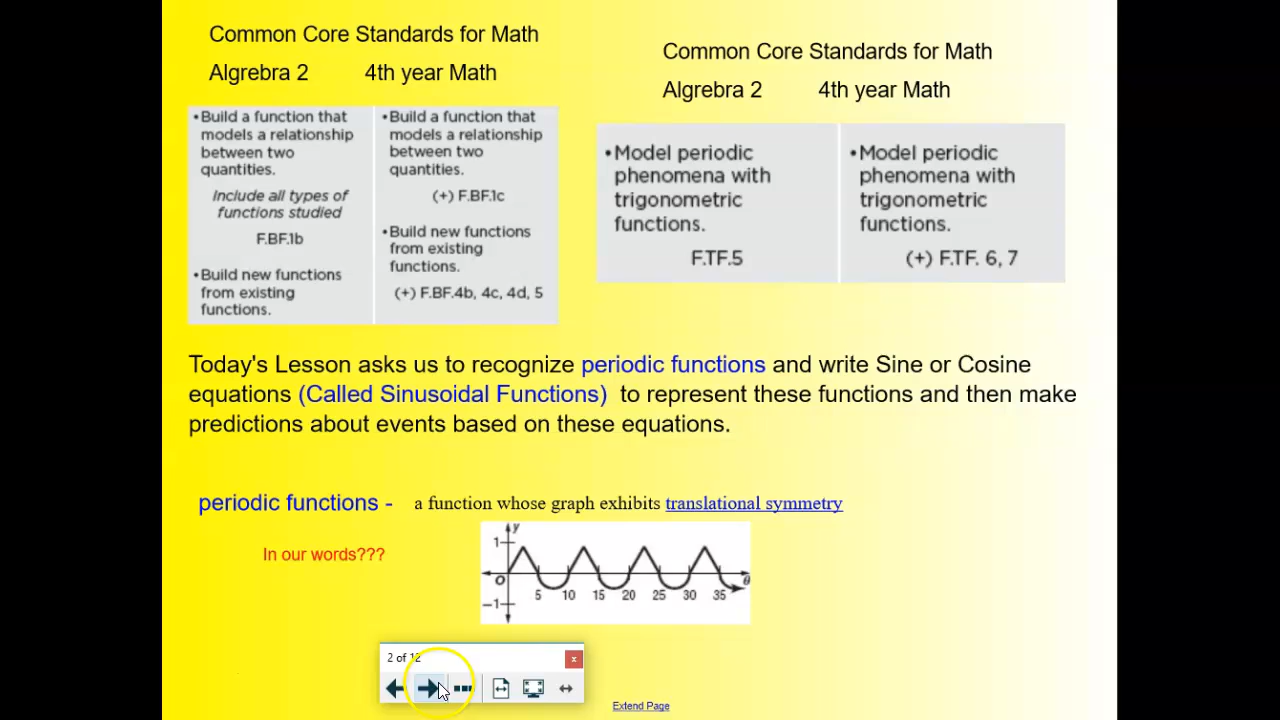 Common Core Standards for Math
Algrebra 2 4th year Math
•Build a function that
models a relationship
between two
quantities.
Include all types of
functions studied
F.BF.1b
•Build new functions
from existing
functions.
•Build a function that
models a relationship
between two
quantities.
(+) F.BF.1c
•Build new functions
from existing
functions.
(+) F.BF.4b, 4c, 4d, 5
Common Core Standards for Math
Algrebra 2 4th year Math
•Model periodic
phenomena with
trigonometric
functions.
F.TF.5
•Model periodic
phenomena with
trigonometric
functions.
(+) F.TF. 6, 7
Today's Lesson asks us to recognize periodic functions and write Sine or Cosine
equations (Called Sinusoidal Functions) to represent these functions and then make
predictions about events based on these equations.
periodic functions - a function whose graph exhibits translational symmetry
In our words???
y
1
O
θ
5 10 15 20 25 30 35
−1
2 of 12
x
Extend Page